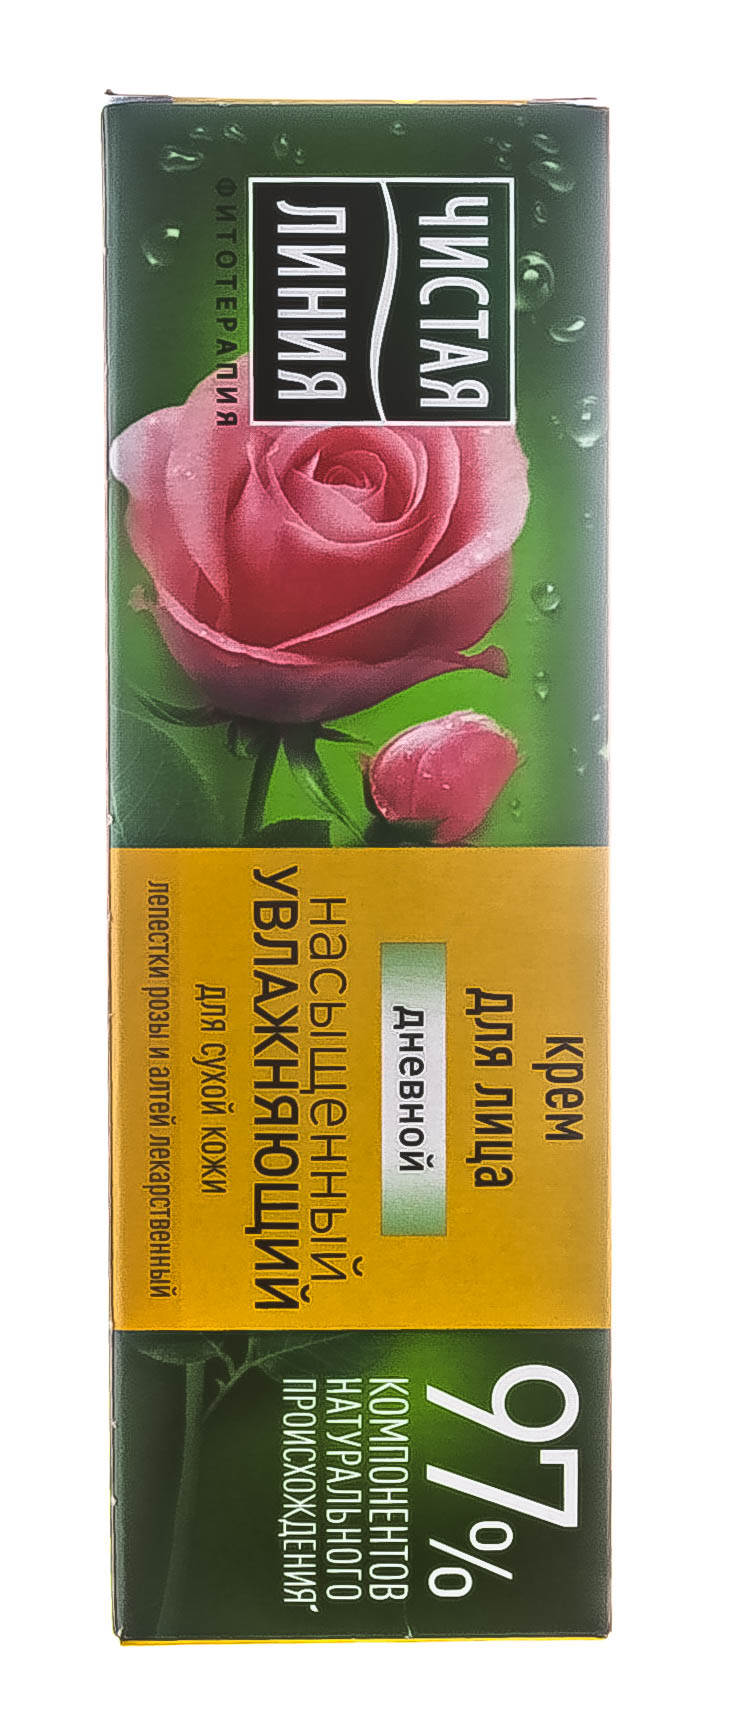 ЧИСТАЯ
ЛИНИЯ
ФИТОТЕРАПИЯ
крем
для лица
дневной
насыщенный
УВЛАЖНЯЮЩИЙ
для сухой кожи
лепестки розы и алтей лекарственный
97%
КОМПОНЕНТОВ
НАТУРАЛЬНОГО
ПРОИСХОЖДЕНИЯ*